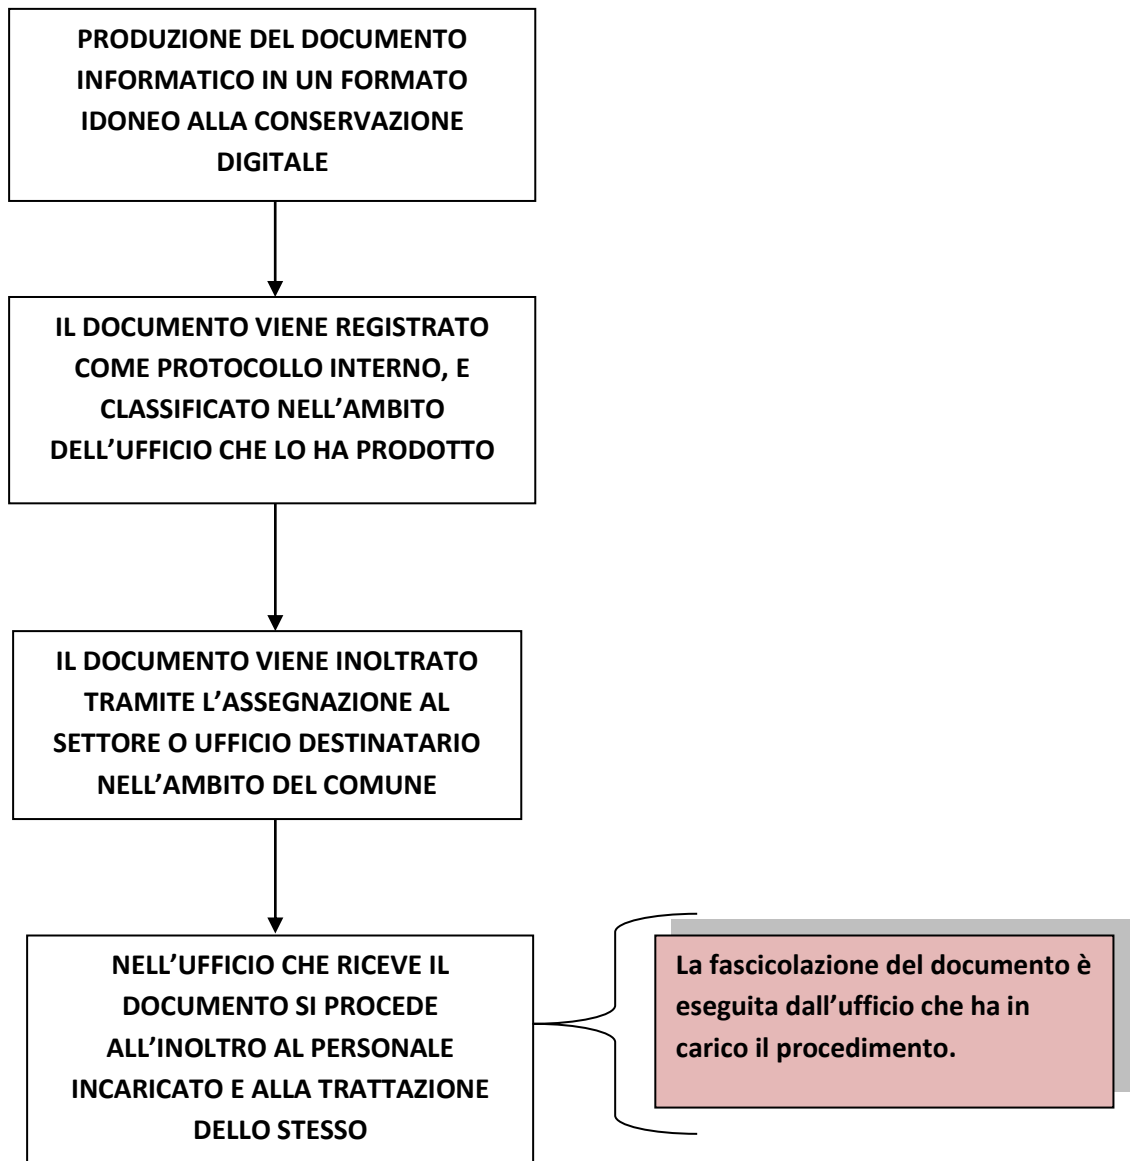 PRODUZIONE DEL DOCUMENTO
INFORMATICO IN UN FORMATO
IDONEO ALLA CONSERVAZIONE
DIGITALE
IL DOCUMENTO VIENE REGISTRATO
COME PROTOCOLLO INTERNO, E
CLASSIFICATO NELL’AMBITO
DELL’UFFICIO CHE LO HA PRODOTTO
IL DOCUMENTO VIENE INOLTRATO
TRAMITE L’ASSEGNAZIONE AL
SETTORE O UFFICIO DESTINATARIO
NELL’AMBITO DEL COMUNE
NELL’UFFICIO CHE RICEVE IL
DOCUMENTO SI PROCEDE
ALL’INOLTRO AL PERSONALE
INCARICATO E ALLA TRATTAZIONE
DELLO STESSO
La fascicolazione del documento è
eseguita dall’ufficio che ha in
carico il procedimento.